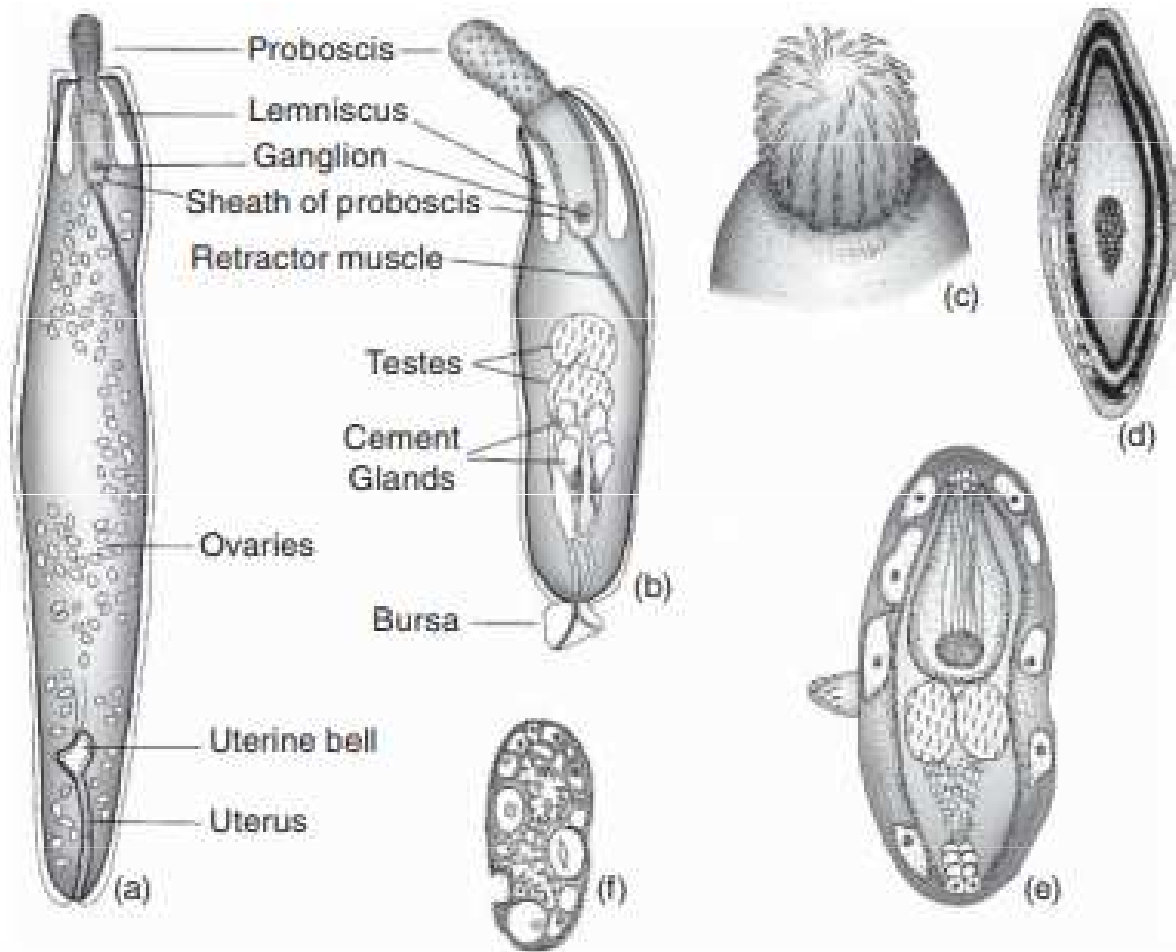 Proboscis
Lemniscus
Ganglion
Sheath of proboscis
Retractor muscle
(c)
Testes
(d)
Cement
Glands
Ovaries
(b)
Bursa
Uterine bell
Uterus
(a)
(f)
(e)